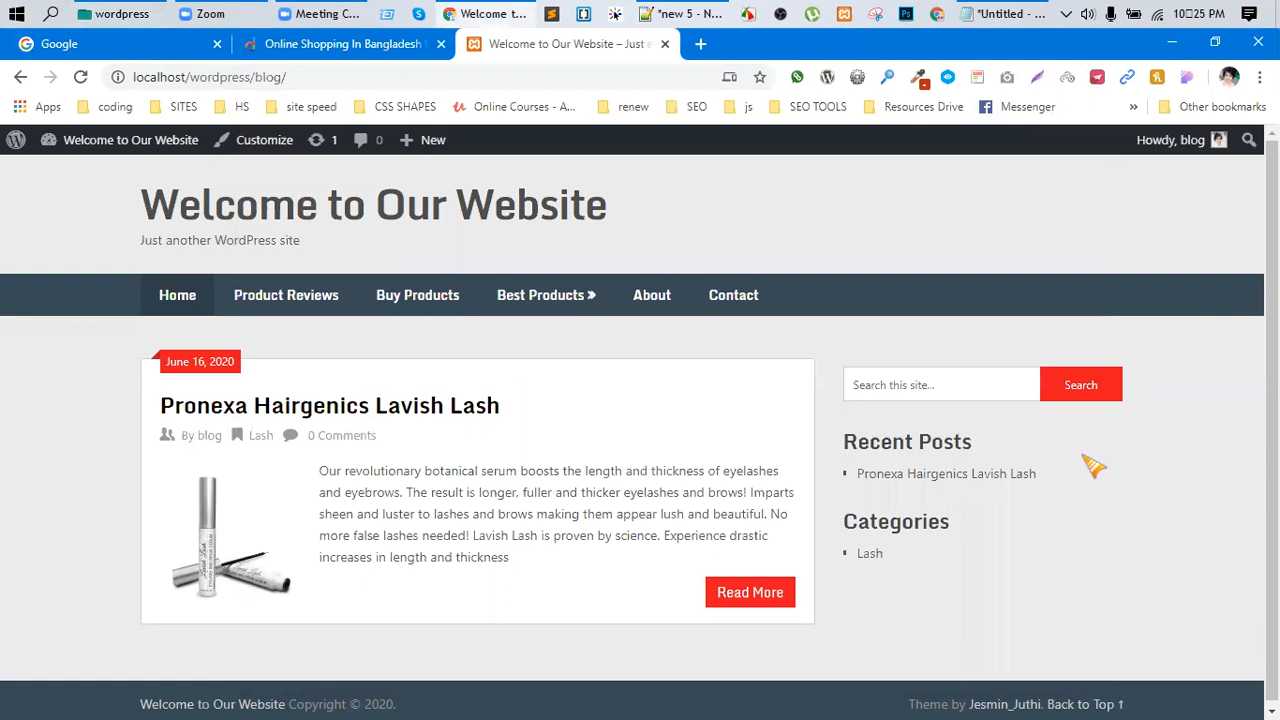 wordpress Zoom Meeting C... Welcome t... *new 5 - N... *Untitled - ... 10:25 PM
Google Online Shopping In Bangladesh Welcome to Our Website – Just a
localhost/wordpress/blog/
Apps coding SITES HS site speed CSS SHAPES Online Courses - A... renew SEO js SEO TOOLS Resources Drive Messenger » Other bookmarks
Welcome to Our Website Customize 1 0 New Howdy, blog
Welcome to Our Website
Just another WordPress site
Home Product Reviews Buy Products Best Products » About Contact
June 16, 2020
Pronexa Hairgenics Lavish Lash
By blog Lash 0 Comments
Our revolutionary botanical serum boosts the length and thickness of eyelashes
and eyebrows. The result is longer, fuller and thicker eyelashes and brows! Imparts
sheen and luster to lashes and brows making them appear lush and beautiful. No
more false lashes needed! Lavish Lash is proven by science. Experience drastic
increases in length and thickness
Read More
Search this site... Search
Recent Posts
Pronexa Hairgenics Lavish Lash
Categories
Lash
Welcome to Our Website Copyright © 2020.
Theme by Jesmin_Juthi. Back to Top ↑